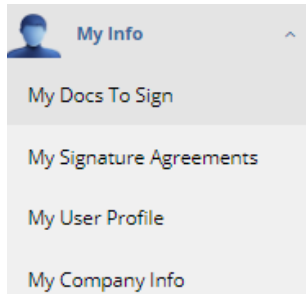 My Info
My Docs To Sign
My Signature Agreements
My User Profile
My Company Info